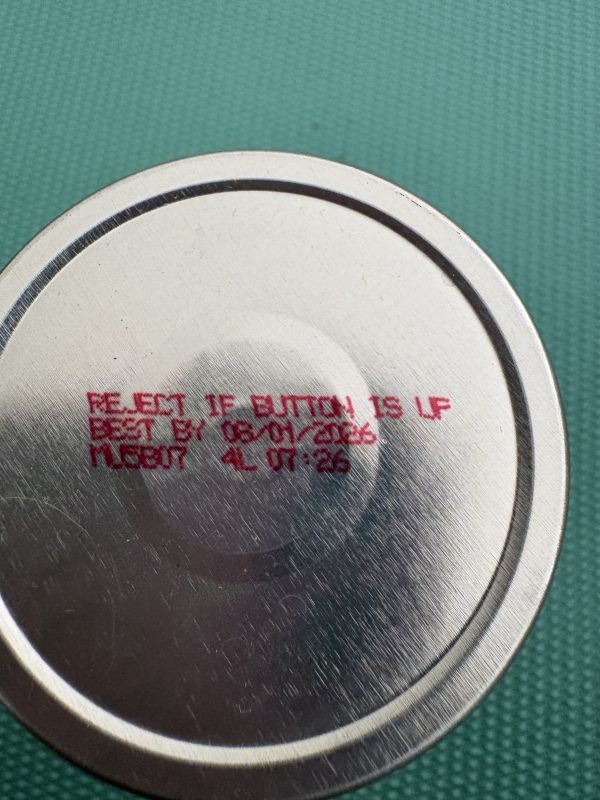 REJECT IF BUTTON IS UP
BEST BY 08/01/2026
MU5B07 4L 07:26